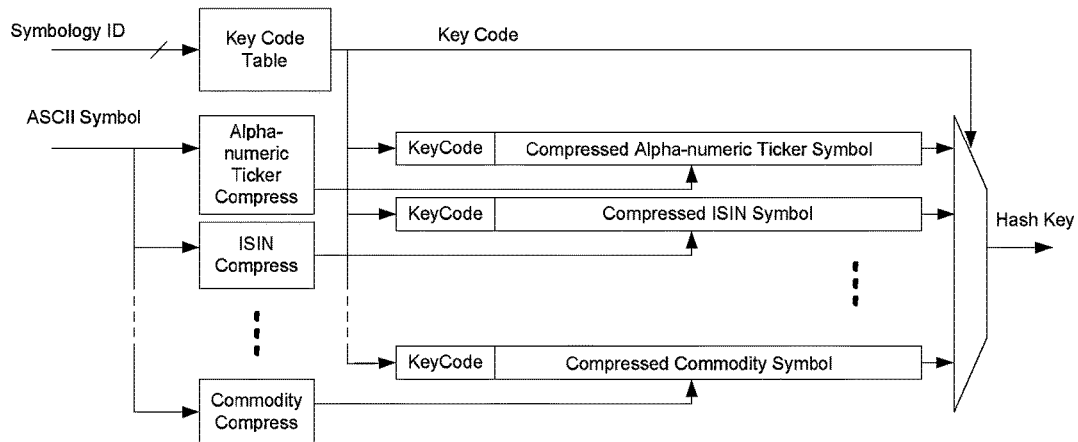 Symbology ID
Key Code
Table
Key Code
ASCII Symbol
Alpha-
numeric
Ticker
Compress
KeyCode
Compressed Alpha-numeric Ticker Symbol
KeyCode
Compressed ISIN Symbol
Hash Key
ISIN
Compress
KeyCode
Compressed Commodity Symbol
Commodity
Compress